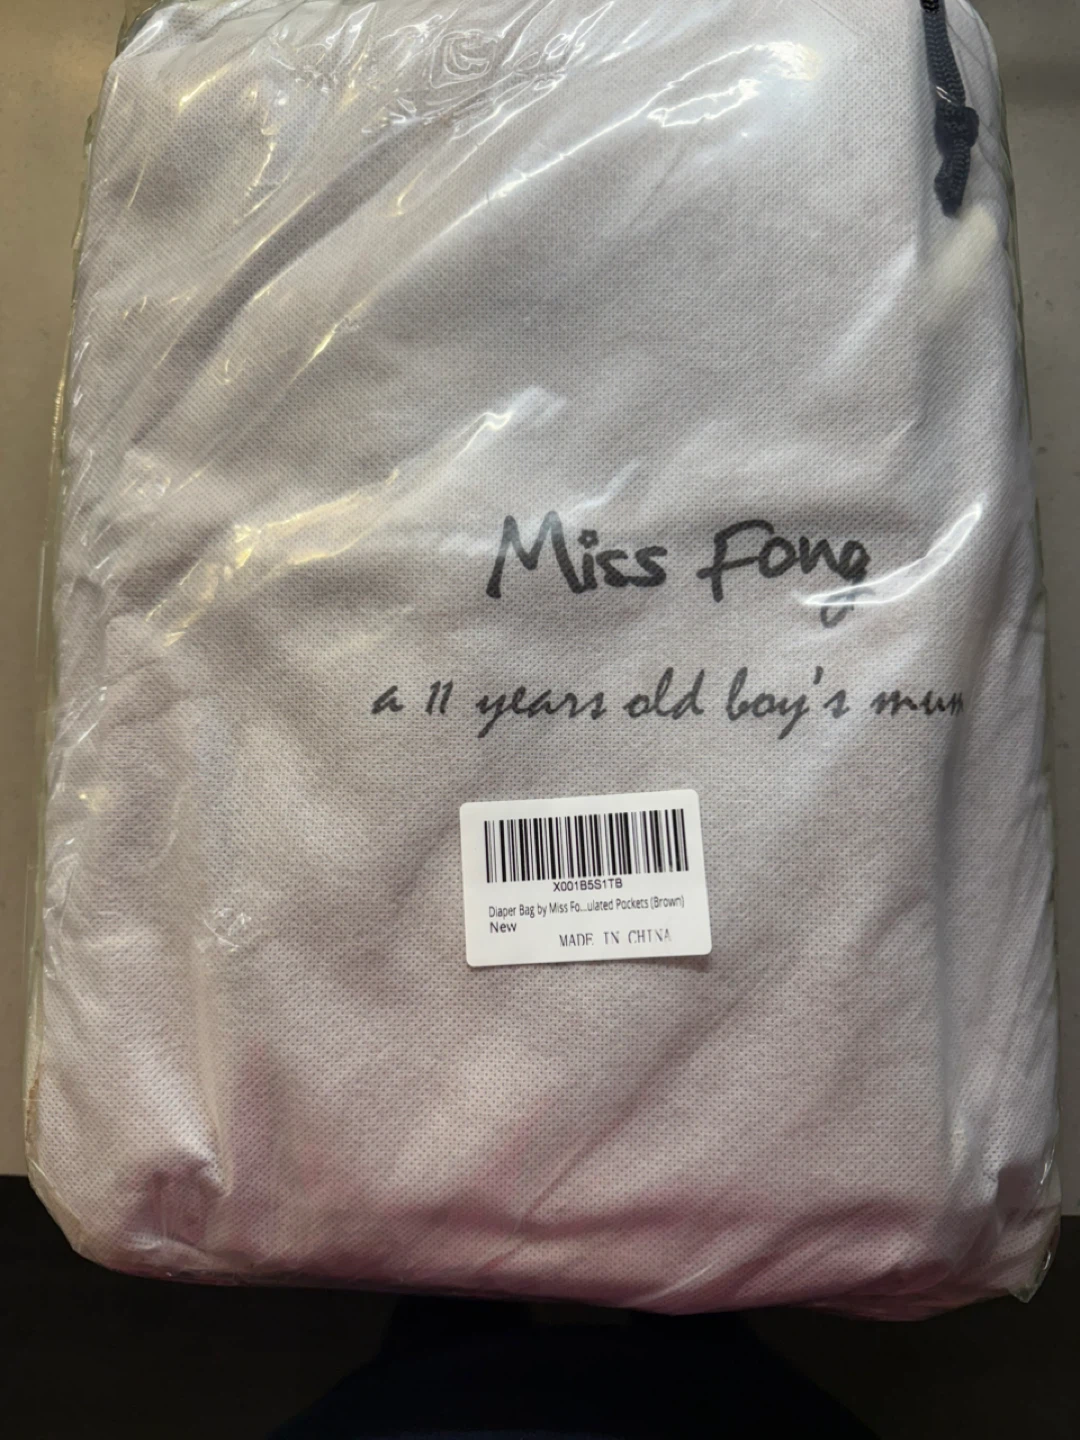 Miss Fong
a 11 years old boy's mum
X001B5S1TB
Diaper Bag by Miss Fo...ulated Pockets (Brown)
New
MADE IN CHINA